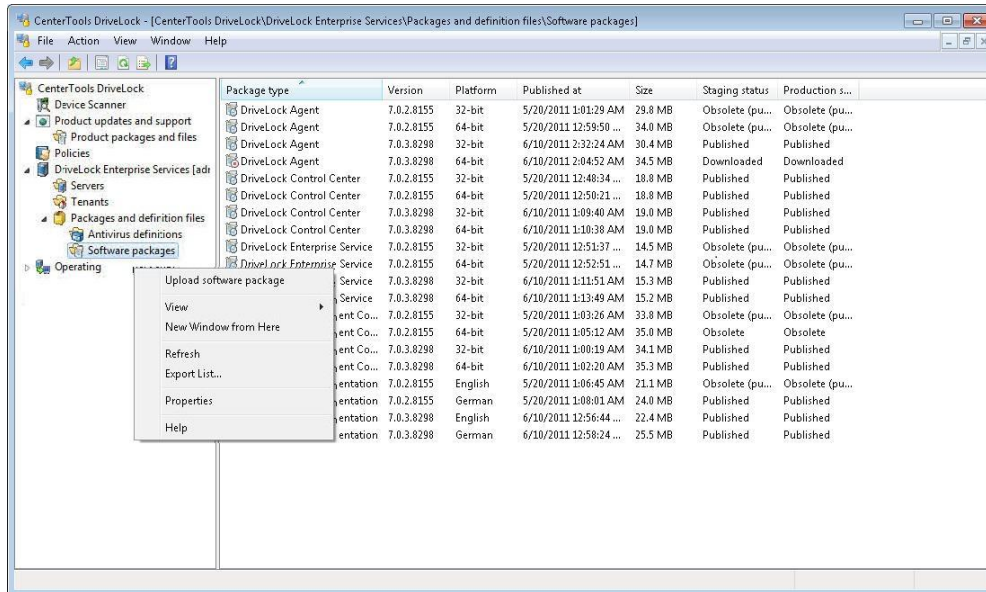 CenterTools DriveLock - [CenterTools DriveLock\DriveLock Enterprise Services\Packages and definition files\Software packages]
File Action View Window Help
CenterTools DriveLock
Device Scanner
Product updates and support
Product packages and files
Policies
DriveLock Enterprise Services [adr
Servers
Tenants
Packages and definition files
Antivirus definitions
Software packages
Operating
Upload software package
View
New Window from Here
Refresh
Export List...
Properties
Help
Package type Version Platform Published at Size Staging status Production s...
DriveLock Agent 7.0.2.8155 32-bit 5/20/2011 1:01:29 AM 29.8 MB Obsolete (pu... Obsolete (pu...
DriveLock Agent 7.0.2.8155 64-bit 5/20/2011 12:59:50 ... 34.0 MB Obsolete (pu... Obsolete (pu...
DriveLock Agent 7.0.3.8298 32-bit 6/10/2011 2:32:24 AM 30.4 MB Published Published
DriveLock Agent 7.0.3.8298 64-bit 6/10/2011 2:04:52 AM 34.5 MB Downloaded Downloaded
DriveLock Control Center 7.0.2.8155 32-bit 5/20/2011 12:48:34 ... 18.8 MB Published Published
DriveLock Control Center 7.0.2.8155 64-bit 5/20/2011 12:50:21 ... 18.8 MB Published Published
DriveLock Control Center 7.0.3.8298 32-bit 6/10/2011 1:09:40 AM 19.0 MB Published Published
DriveLock Control Center 7.0.3.8298 64-bit 6/10/2011 1:10:38 AM 19.0 MB Published Published
DriveLock Enterprise Service 7.0.2.8155 32-bit 5/20/2011 12:51:37 ... 14.5 MB Obsolete (pu... Obsolete (pu...
DriveLock Enterprise Service 7.0.2.8155 64-bit 5/20/2011 12:52:51 ... 14.7 MB Obsolete (pu... Obsolete (pu...
Service 7.0.3.8298 32-bit 6/10/2011 1:11:51 AM 15.3 MB Published Published
Service 7.0.3.8298 64-bit 6/10/2011 1:13:49 AM 15.2 MB Published Published
ent Co... 7.0.2.8155 32-bit 5/20/2011 1:03:26 AM 33.8 MB Obsolete (pu... Obsolete (pu...
ent Co... 7.0.2.8155 64-bit 5/20/2011 1:05:12 AM 35.0 MB Obsolete Obsolete
ent Co... 7.0.3.8298 32-bit 6/10/2011 1:00:19 AM 34.1 MB Published Published
ent Co... 7.0.3.8298 64-bit 6/10/2011 1:02:20 AM 35.3 MB Published Published
entation 7.0.2.8155 English 5/20/2011 1:06:45 AM 21.1 MB Obsolete (pu... Obsolete (pu...
entation 7.0.2.8155 German 5/20/2011 1:08:01 AM 24.0 MB Published Published
entation 7.0.3.8298 English 6/10/2011 12:56:44 ... 22.4 MB Published Published
entation 7.0.3.8298 German 6/10/2011 12:58:24 ... 25.5 MB Published Published